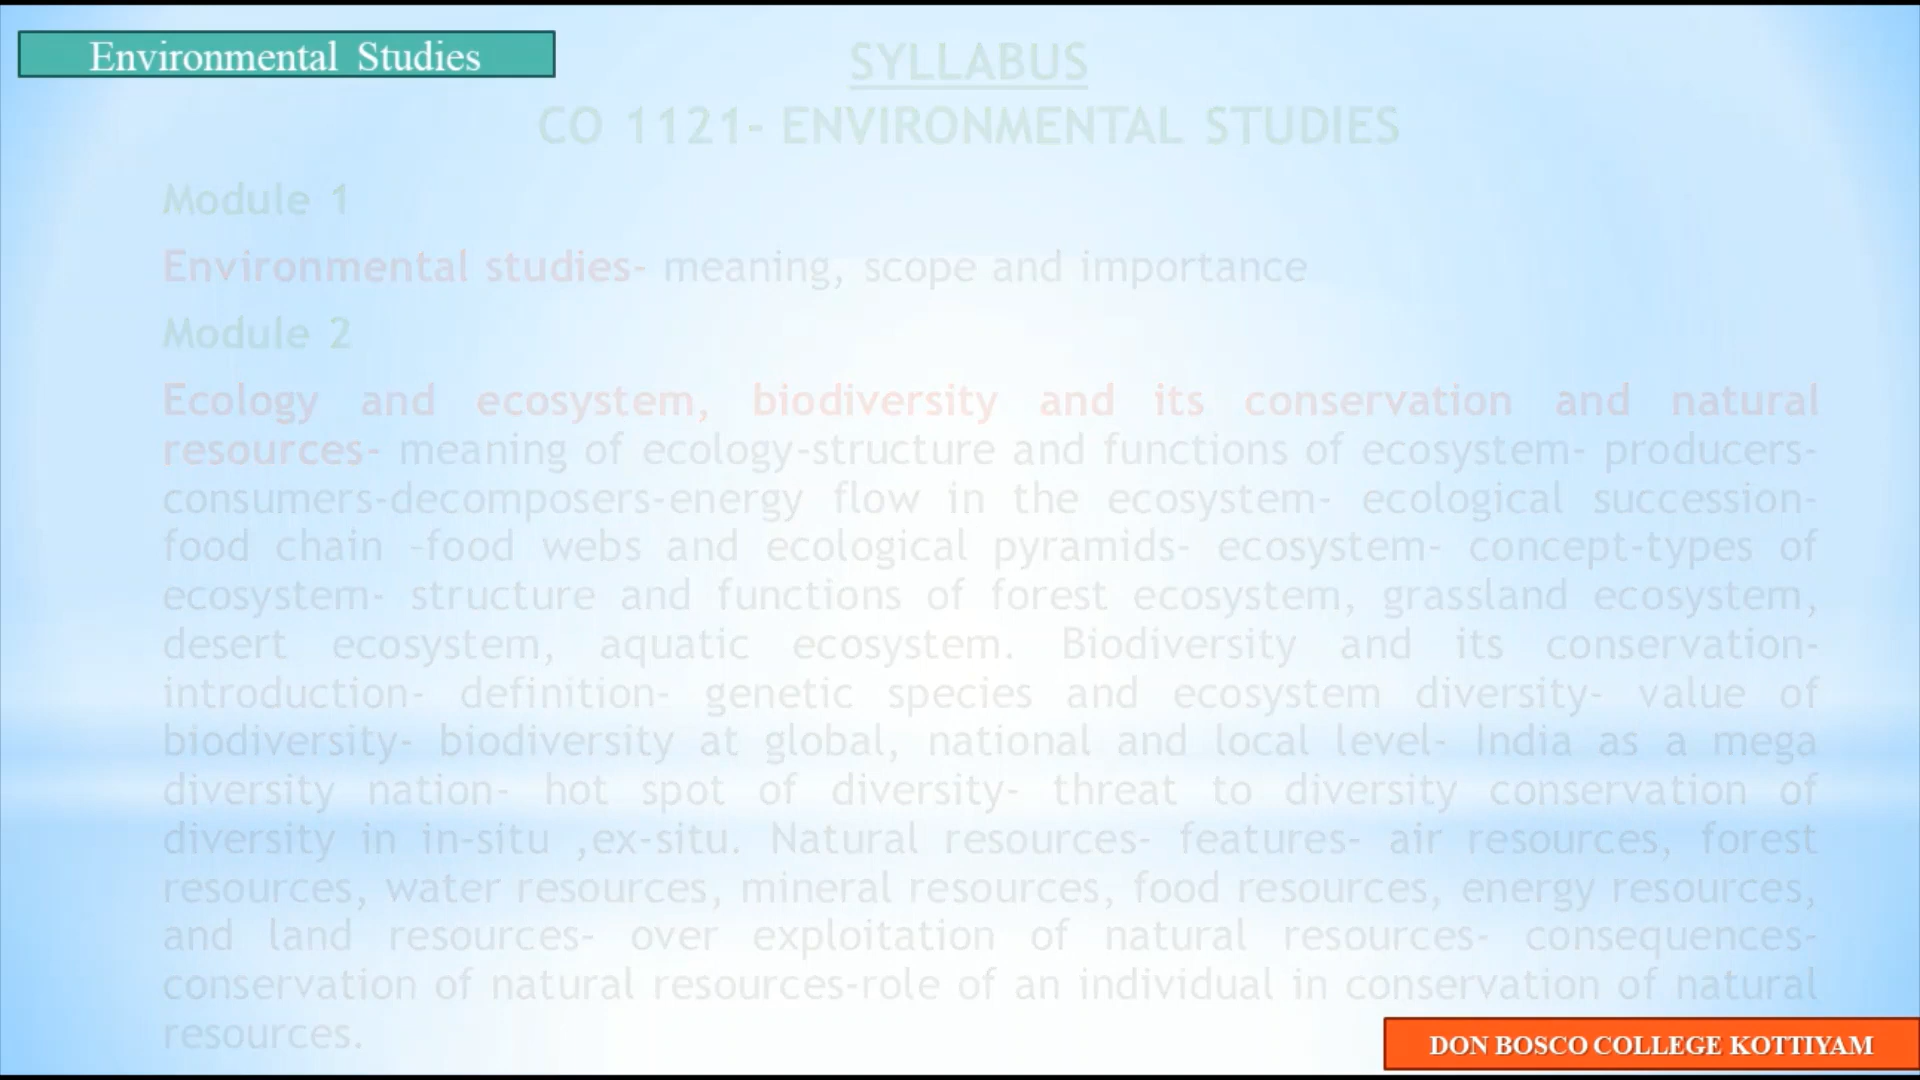 Environmental Studies
SYLLABUS
CO 1121- ENVIRONMENTAL STUDIES
Module 1
Environmental studies- meaning, scope and importance
Module 2
Ecology and ecosystem, biodiversity and its conservation and natural
resources- meaning of ecology-structure and functions of ecosystem- producers-
consumers-decomposers-energy flow in the ecosystem- ecological succession-
food chain –food webs and ecological pyramids- ecosystem- concept-types of
ecosystem- structure and functions of forest ecosystem, grassland ecosystem,
desert ecosystem, aquatic ecosystem. Biodiversity and its conservation-
introduction- definition- genetic species and ecosystem diversity- value of
biodiversity- biodiversity at global, national and local level- India as a mega
diversity nation- hot spot of diversity- threat to diversity conservation of
diversity in in-situ ,ex-situ. Natural resources- features- air resources, forest
resources, water resources, mineral resources, food resources, energy resources,
and land resources- over exploitation of natural resources- consequences-
conservation of natural resources-role of an individual in conservation of natural
resources.
DON BOSCO COLLEGE KOTTIYAM